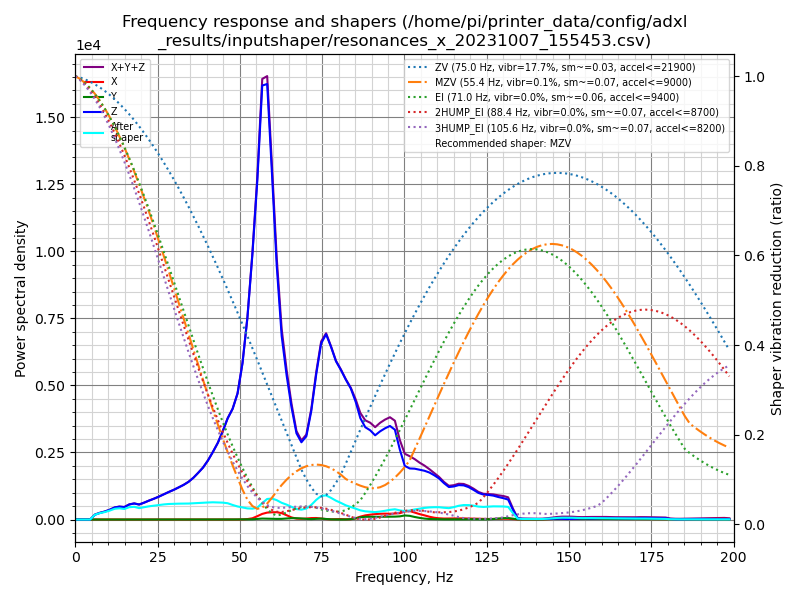 Frequency response and shapers (/home/pi/printer_data/config/adxl
_results/inputshaper/resonances_x_20231007_155453.csv)
1e4
X+Y+Z
X
Y
Z
After
shaper
ZV (75.0 Hz, vibr=17.7%, sm~=0.03, accel<=21900)
MZV (55.4 Hz, vibr=0.1%, sm~=0.07, accel<=9000)
EI (71.0 Hz, vibr=0.0%, sm~=0.06, accel<=9400)
2HUMP_EI (88.4 Hz, vibr=0.0%, sm~=0.07, accel<=8700)
3HUMP_EI (105.6 Hz, vibr=0.0%, sm~=0.07, accel<=8200)
Recommended shaper: MZV
Power spectral density
1.50
1.25
1.00
0.75
0.50
0.25
0.00
1.0
0.8
0.6
0.4
0.2
0.0
Shaper vibration reduction (ratio)
0 25 50 75 100 125 150 175 200
Frequency, Hz